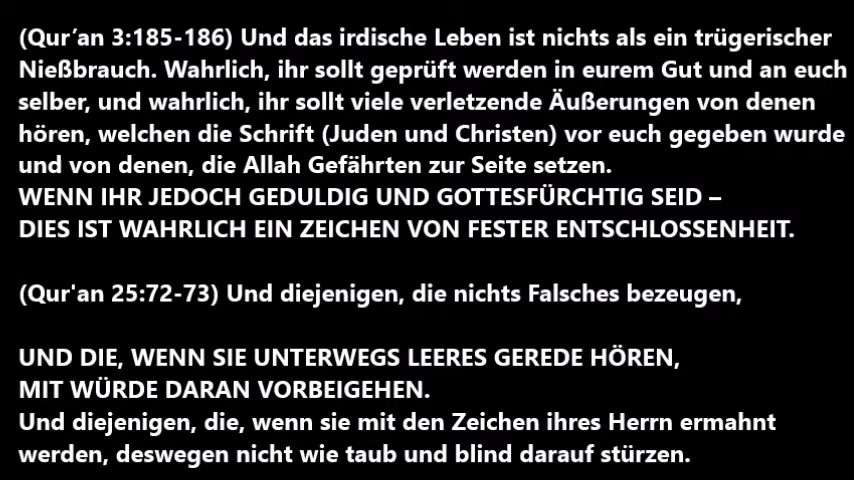 (Qur’an 3:185-186) Und das irdische Leben ist nichts als ein trügerischer
Nießbrauch. Wahrlich, ihr sollt geprüft werden in eurem Gut und an euch
selber, und wahrlich, ihr sollt viele verletzende Äußerungen von denen
hören, welchen die Schrift (Juden und Christen) vor euch gegeben wurde
und von denen, die Allah Gefährten zur Seite setzen.
WENN IHR JEDOCH GEDULDIG UND GOTTESFÜRCHTIG SEID –
DIES IST WAHRLICH EIN ZEICHEN VON FESTER ENTSCHLOSSENHEIT.
(Qur'an 25:72-73) Und diejenigen, die nichts Falsches bezeugen,
UND DIE, WENN SIE UNTERWEGS LEERES GEREDE HÖREN,
MIT WÜRDE DARAN VORBEIGEHEN.
Und diejenigen, die, wenn sie mit den Zeichen ihres Herrn ermahnt
werden, deswegen nicht wie taub und blind darauf stürzen.